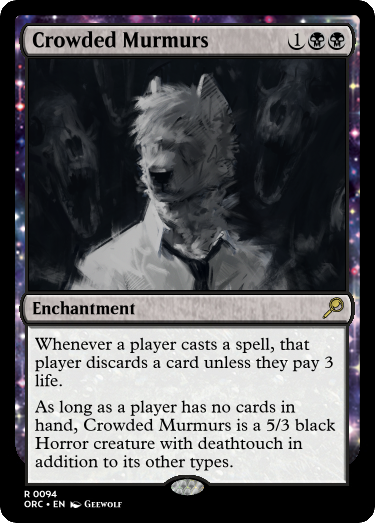 Crowded Murmurs 1
Enchantment
Whenever a player casts a spell, that
player discards a card unless they pay 3
life.
As long as a player has no cards in
hand, Crowded Murmurs is a 5/3 black
Horror creature with deathtouch in
addition to its other types.
R 0094
ORC • EN Geewolf